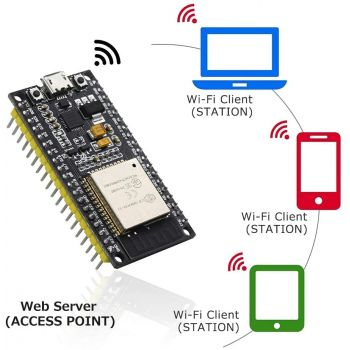 Wi-Fi Client
(STATION)
Wi-Fi Client
(STATION)
Wi-Fi Client
(STATION)
Web Server
(ACCESS POINT)